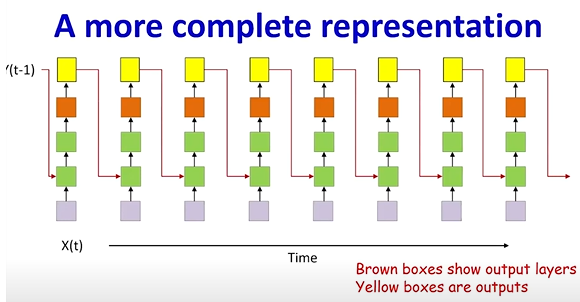 A more complete representation
Y(t-1)
X(t)
Time
Brown boxes show output layers
Yellow boxes are outputs